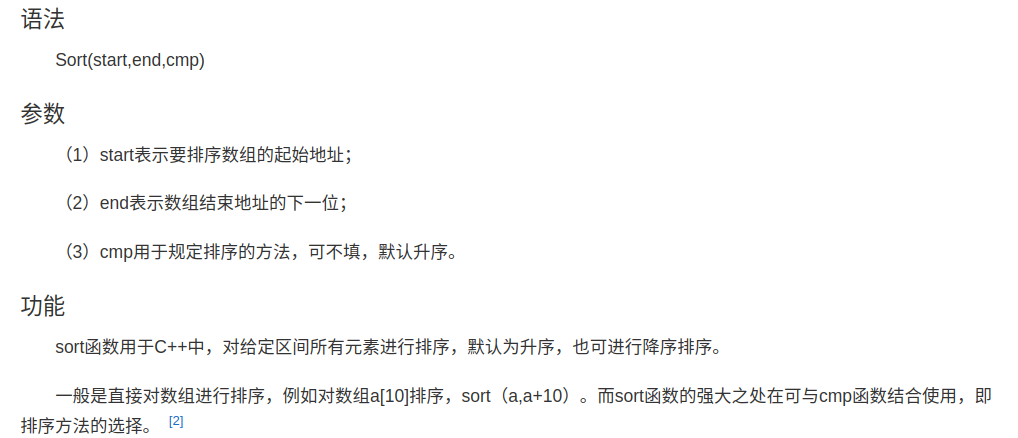 语法
Sort(start,end,cmp)
参数
（1）start表示要排序数组的起始地址；
（2）end表示数组结束地址的下一位；
（3）cmp用于规定排序的方法，可不填，默认升序。
功能
sort函数用于C++中，对给定区间所有元素进行排序，默认为升序，也可进行降序排序。
一般是直接对数组进行排序，例如对数组a[10]排序，sort（a,a+10）。而sort函数的强大之处在可与cmp函数结合使用，即
排序方法的选择。 [2]